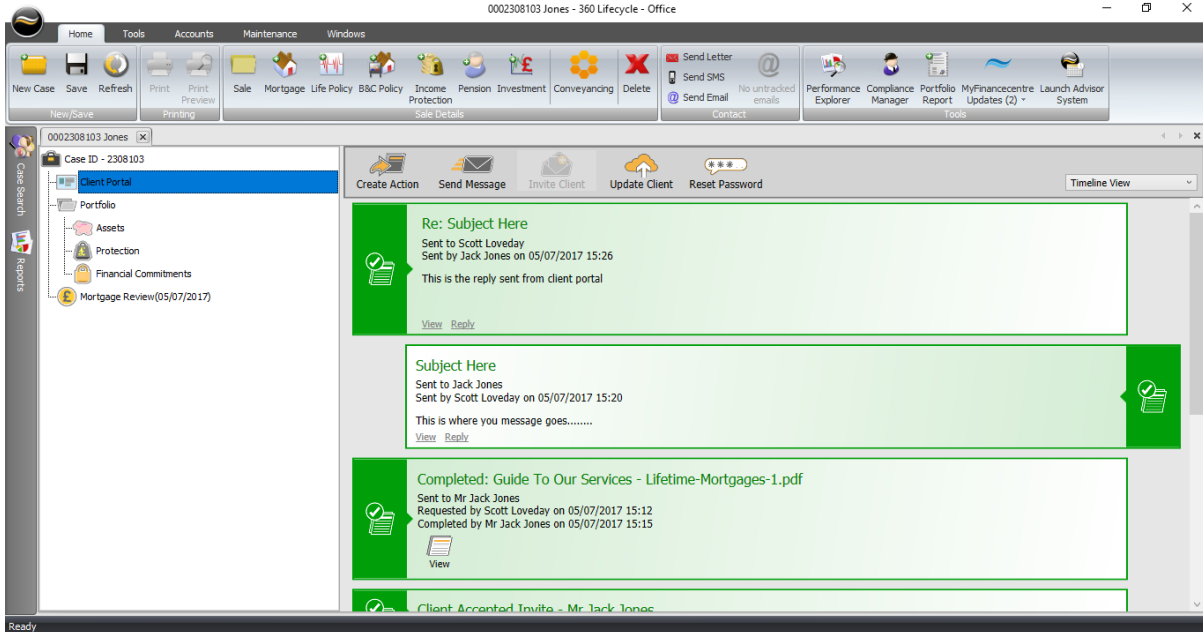 0002308103 Jones - 360 Lifecycle - Office
Home Tools Accounts Maintenance Windows
New Case Save Refresh Print Print Preview Sale Mortgage Life Policy B&C Policy Income Protection Pension Investment Conveyancing Delete
Send Letter
Send SMS
Send Email
No untracked emails
Performance Explorer Compliance Manager Portfolio Report MyFinancecentre Updates (2) Launch Advisor System
New/Save Printing Sale Details Contact Tools
0002308103 Jones
Case Search
Reports
Case ID - 2308103
Client Portal
Portfolio
Assets
Protection
Financial Commitments
Mortgage Review(05/07/2017)
Create Action Send Message Invite Client Update Client Reset Password
Timeline View
Re: Subject Here
Sent to Scott Loveday
Sent by Jack Jones on 05/07/2017 15:26
This is the reply sent from client portal
View Reply
Subject Here
Sent to Jack Jones
Sent by Scott Loveday on 05/07/2017 15:20
This is where you message goes........
View Reply
Completed: Guide To Our Services - Lifetime-Mortgages-1.pdf
Sent to Mr Jack Jones
Requested by Scott Loveday on 05/07/2017 15:12
Completed by Mr Jack Jones on 05/07/2017 15:15
View
Client Accepted Invite - Mr Jack Jones
Ready